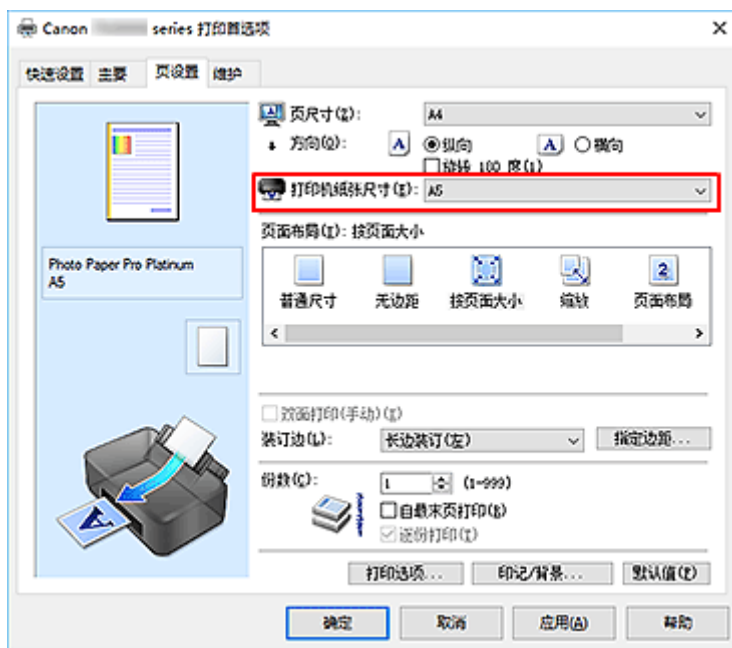 Canon series 打印首选项
快速设置 主要 页设置 维护
页尺寸(Z): A4
方向(O): A 纵向 A 横向
旋转 180 度(1)
打印机纸张尺寸(E): A5
页面布局(I): 按页面大小
Photo Paper Pro Platinum
A5
普通尺寸 无边距 按页面大小 缩放 页面布局
双面打印(手动)(X)
装订边(L): 长边装订(左) 指定边距...
份数(C): 1 (1-999)
自最末页打印(B)
逐份打印(T)
打印选项... 印记/背景... 默认值(P)
确定 取消 应用(A) 帮助